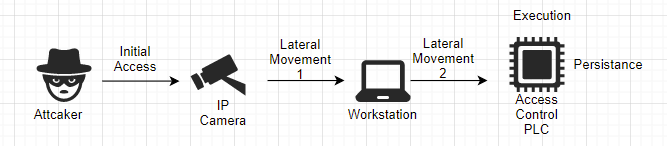 Execution
Initial
Access
Lateral
Movement
1
Lateral
Movement
2
Persistance
Attcaker
IP
Camera
Workstation
Access
Control
PLC